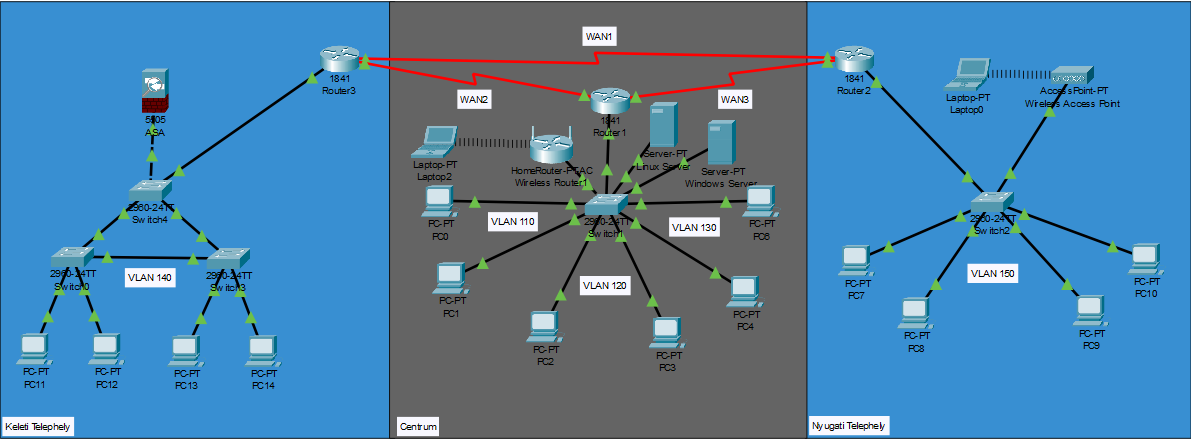 WAN1
1841
Router3
1841
Router2
5505
ASA
WAN2
WAN3
1841
Router1
Laptop-PT
Laptop0
AccessPoint-PT
Wireless Access Point
Laptop-PT
Laptop2
HomeRouter-PT-AC
Wireless Router1
Server-PT
Linux Server
Server-PT
Windows Server
2960-24TT
Switch4
PC-PT
PC0
VLAN 110
2960-24TT
Switch1
VLAN 130
PC-PT
PC6
2960-24TT
Switch2
2960-24TT
Switch0
VLAN 140
2960-24TT
Switch3
PC-PT
PC1
VLAN 120
PC-PT
PC4
PC-PT
PC7
VLAN 150
PC-PT
PC10
PC-PT
PC2
PC-PT
PC3
PC-PT
PC8
PC-PT
PC9
PC-PT
PC11
PC-PT
PC12
PC-PT
PC13
PC-PT
PC14
Keleti Telephely
Centrum
Nyugati Telephely